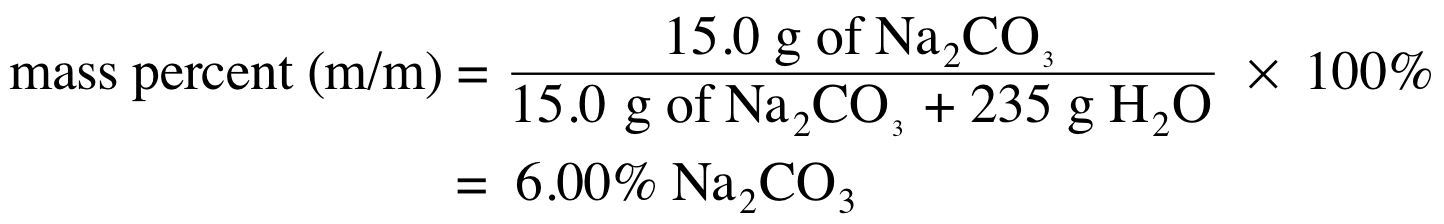 mass percent (m/m) = 15.0 g of Na₂CO₃ / 15.0 g of Na₂CO₃ + 235 g H₂O × 100%
= 6.00% Na₂CO₃